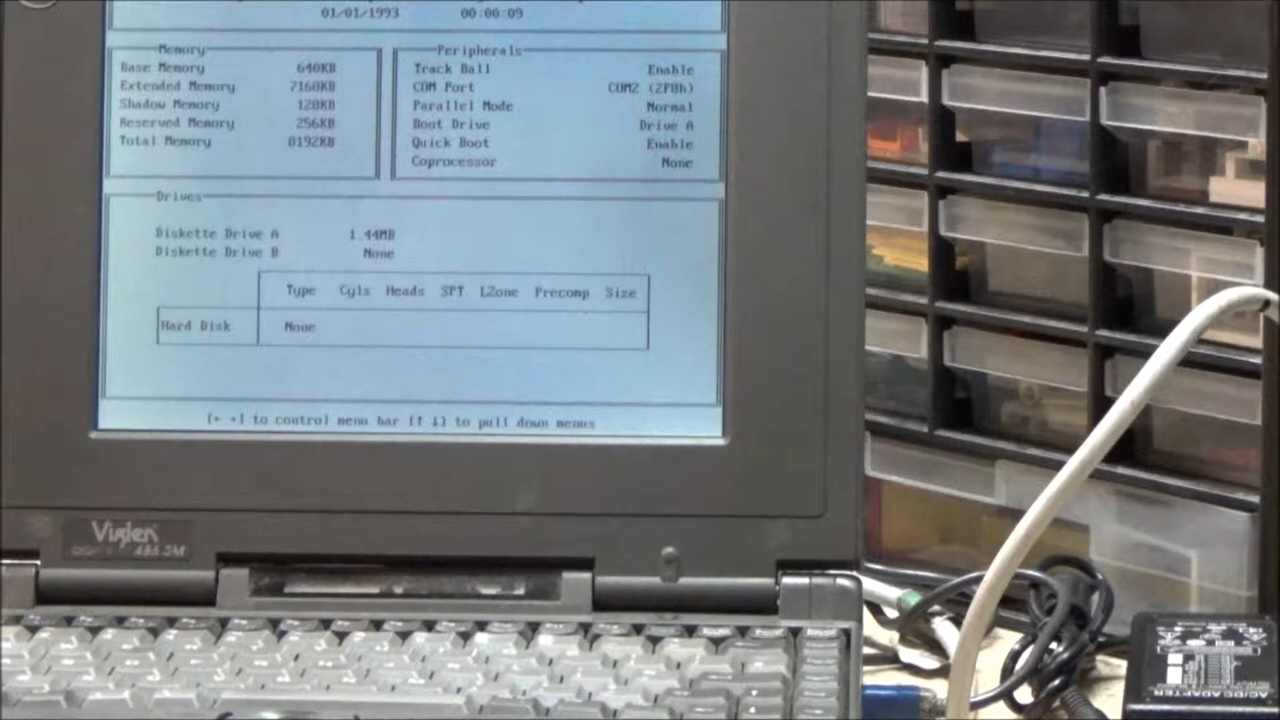 01/01/1993 00:00:09
Memory
Base Memory 640KB
Extended Memory 7168KB
Shadow Memory 128KB
Reserved Memory 256KB
Total Memory 8192KB
Peripherals
Track Ball Enable
COM Port COM2 (2F8h)
Parallel Mode Normal
Boot Drive Drive A
Quick Boot Enable
Coprocessor None
Drives
Diskette Drive A 1.44MB
Diskette Drive B None
Type Cyls Heads SPT LZone Precomp Size
Hard Disk None
[← →] to control menu bar [↑ ↓] to pull down menus
Viglen
AC/DC ADAPTER